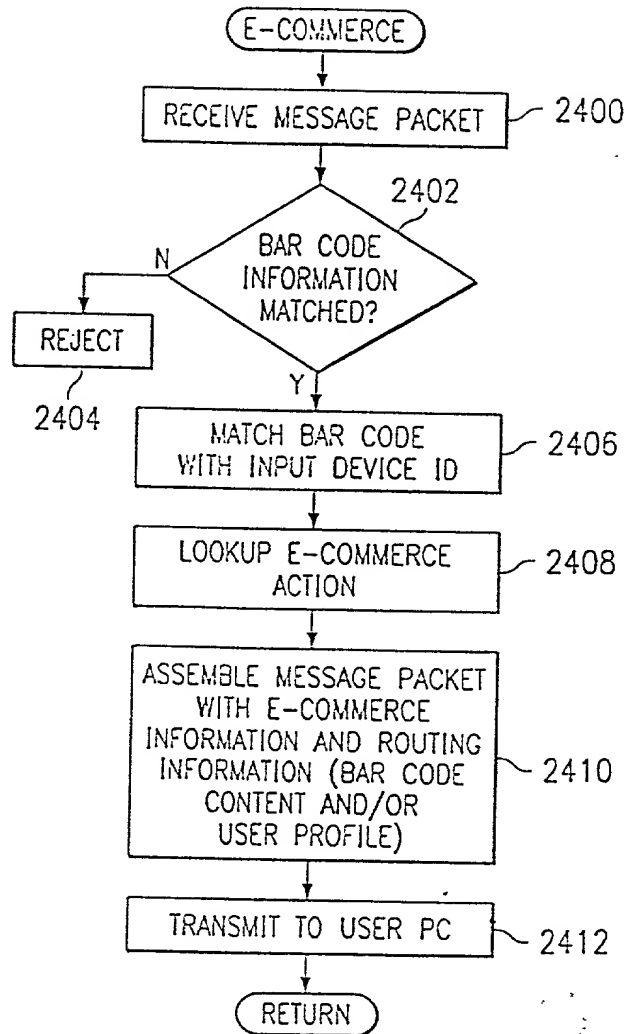 E-COMMERCE
RECEIVE MESSAGE PACKET
2400
2402
BAR CODE
INFORMATION
MATCHED?
N
REJECT
2404
Y
MATCH BAR CODE
WITH INPUT DEVICE ID
2406
LOOKUP E-COMMERCE
ACTION
2408
ASSEMBLE MESSAGE PACKET
WITH E-COMMERCE
INFORMATION AND ROUTING
INFORMATION (BAR CODE
CONTENT AND/OR
USER PROFILE)
2410
TRANSMIT TO USER PC
2412
RETURN